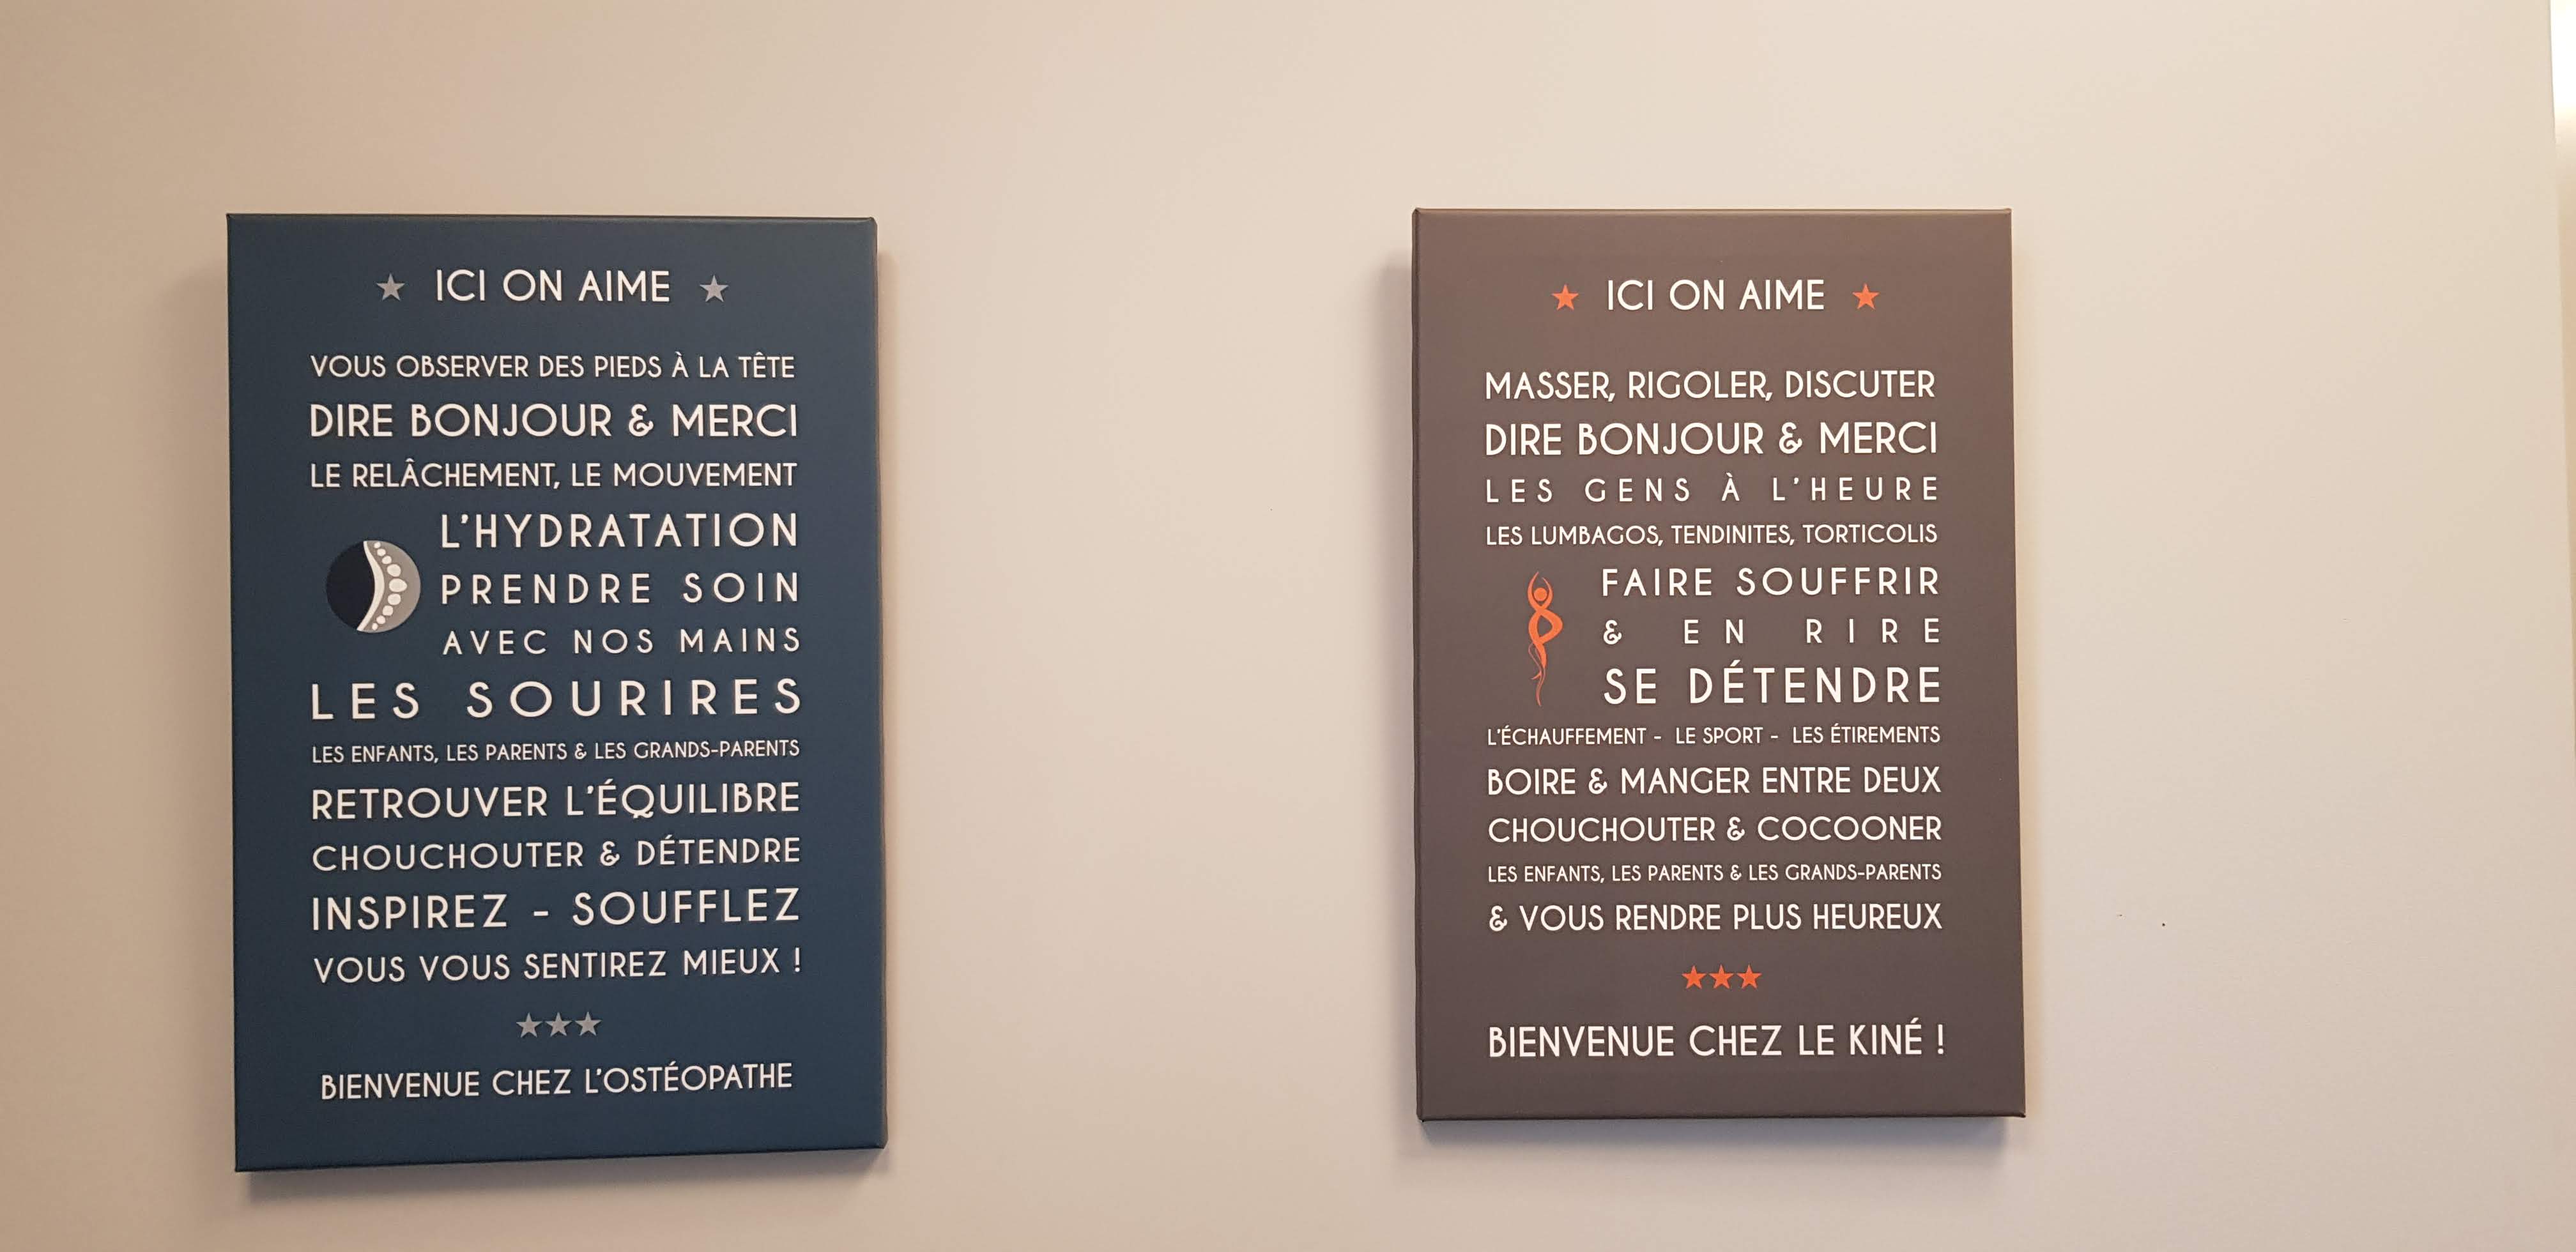 ICI ON AIME
VOUS OBSERVER DES PIEDS À LA TÊTE
DIRE BONJOUR & MERCI
LE RELÂCHEMENT, LE MOUVEMENT
L'HYDRATATION
PRENDRE SOIN
AVEC NOS MAINS
LES SOURIRES
LES ENFANTS, LES PARENTS & LES GRANDS-PARENTS
RETROUVER L'ÉQUILIBRE
CHOUCHOUTER & DÉTENDRE
INSPIREZ - SOUFFLEZ
VOUS VOUS SENTIREZ MIEUX !
BIENVENUE CHEZ L'OSTÉOPATHE
ICI ON AIME
MASSER, RIGOLER, DISCUTER
DIRE BONJOUR & MERCI
LES GENS À L'HEURE
LES LUMBAGOS, TENDINITES, TORTICOLIS
FAIRE SOUFFRIR
& EN RIRE
SE DÉTENDRE
L'ÉCHAUFFEMENT - LE SPORT - LES ÉTIREMENTS
BOIRE & MANGER ENTRE DEUX
CHOUCHOUTER & COCOONER
LES ENFANTS, LES PARENTS & LES GRANDS-PARENTS
& VOUS RENDRE PLUS HEUREUX
BIENVENUE CHEZ LE KINÉ !